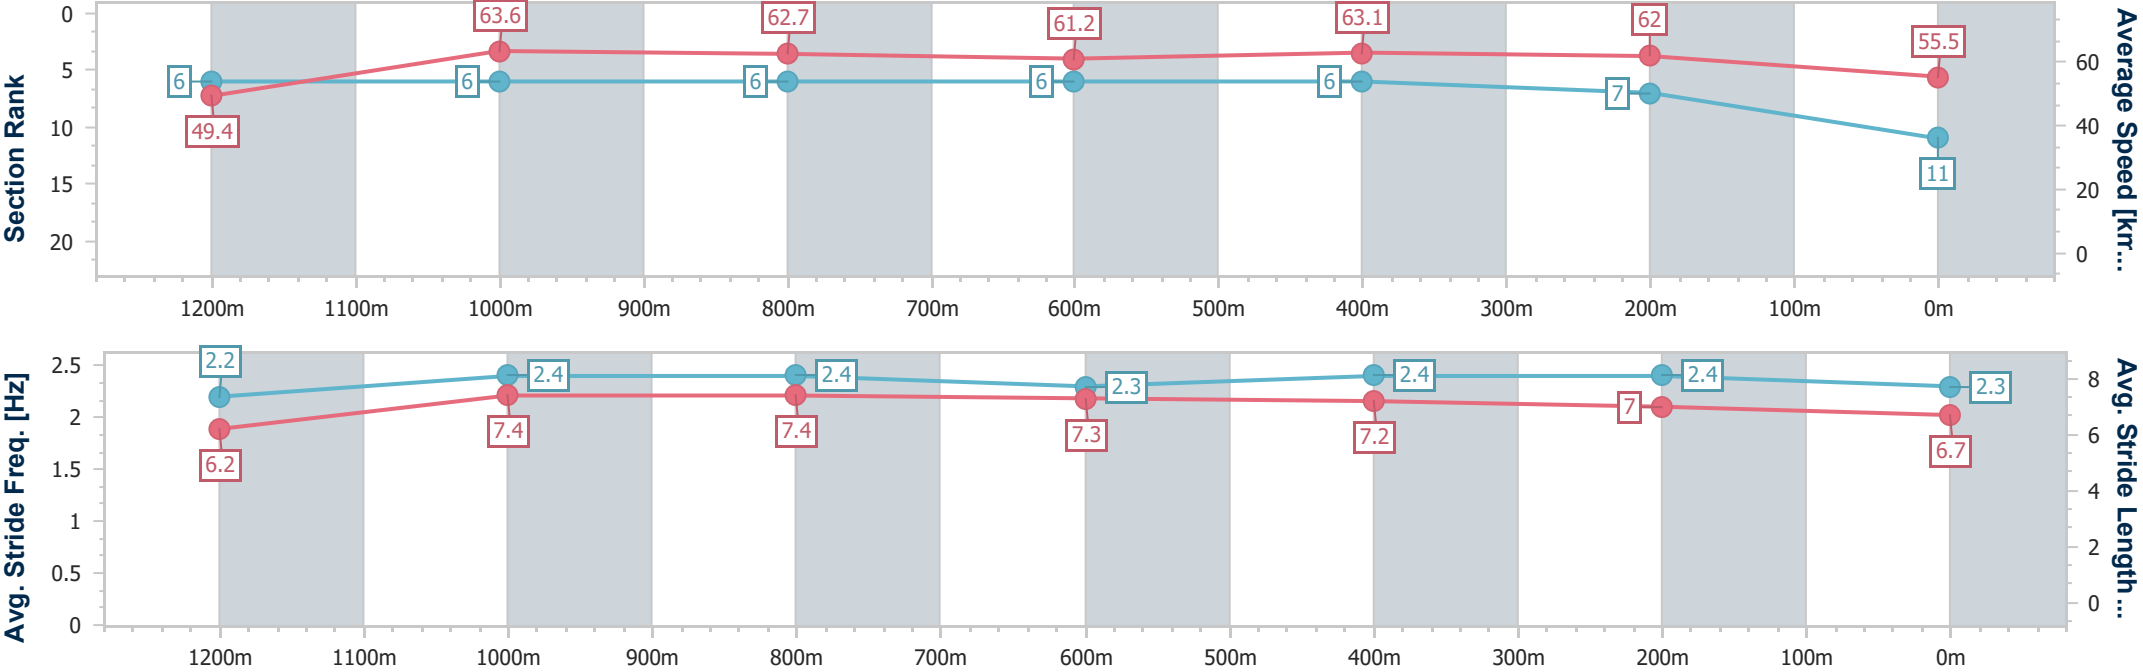 Section Rank
0
5
10
15
20
6
6
6
6
6
7
11
49.4
63.6
62.7
61.2
63.1
62
55.5
60
40
20
0
Average Speed [km...
1200m
1100m
1000m
900m
800m
700m
600m
500m
400m
300m
200m
100m
0m
Avg. Stride Freq. [Hz]
2.5
2
1.5
1
0.5
0
2.2
2.4
2.4
2.3
2.4
2.4
2.3
6.2
7.4
7.4
7.3
7.2
7
6.7
8
6
4
2
0
Avg. Stride Length ...
1200m
1100m
1000m
900m
800m
700m
600m
500m
400m
300m
200m
100m
0m